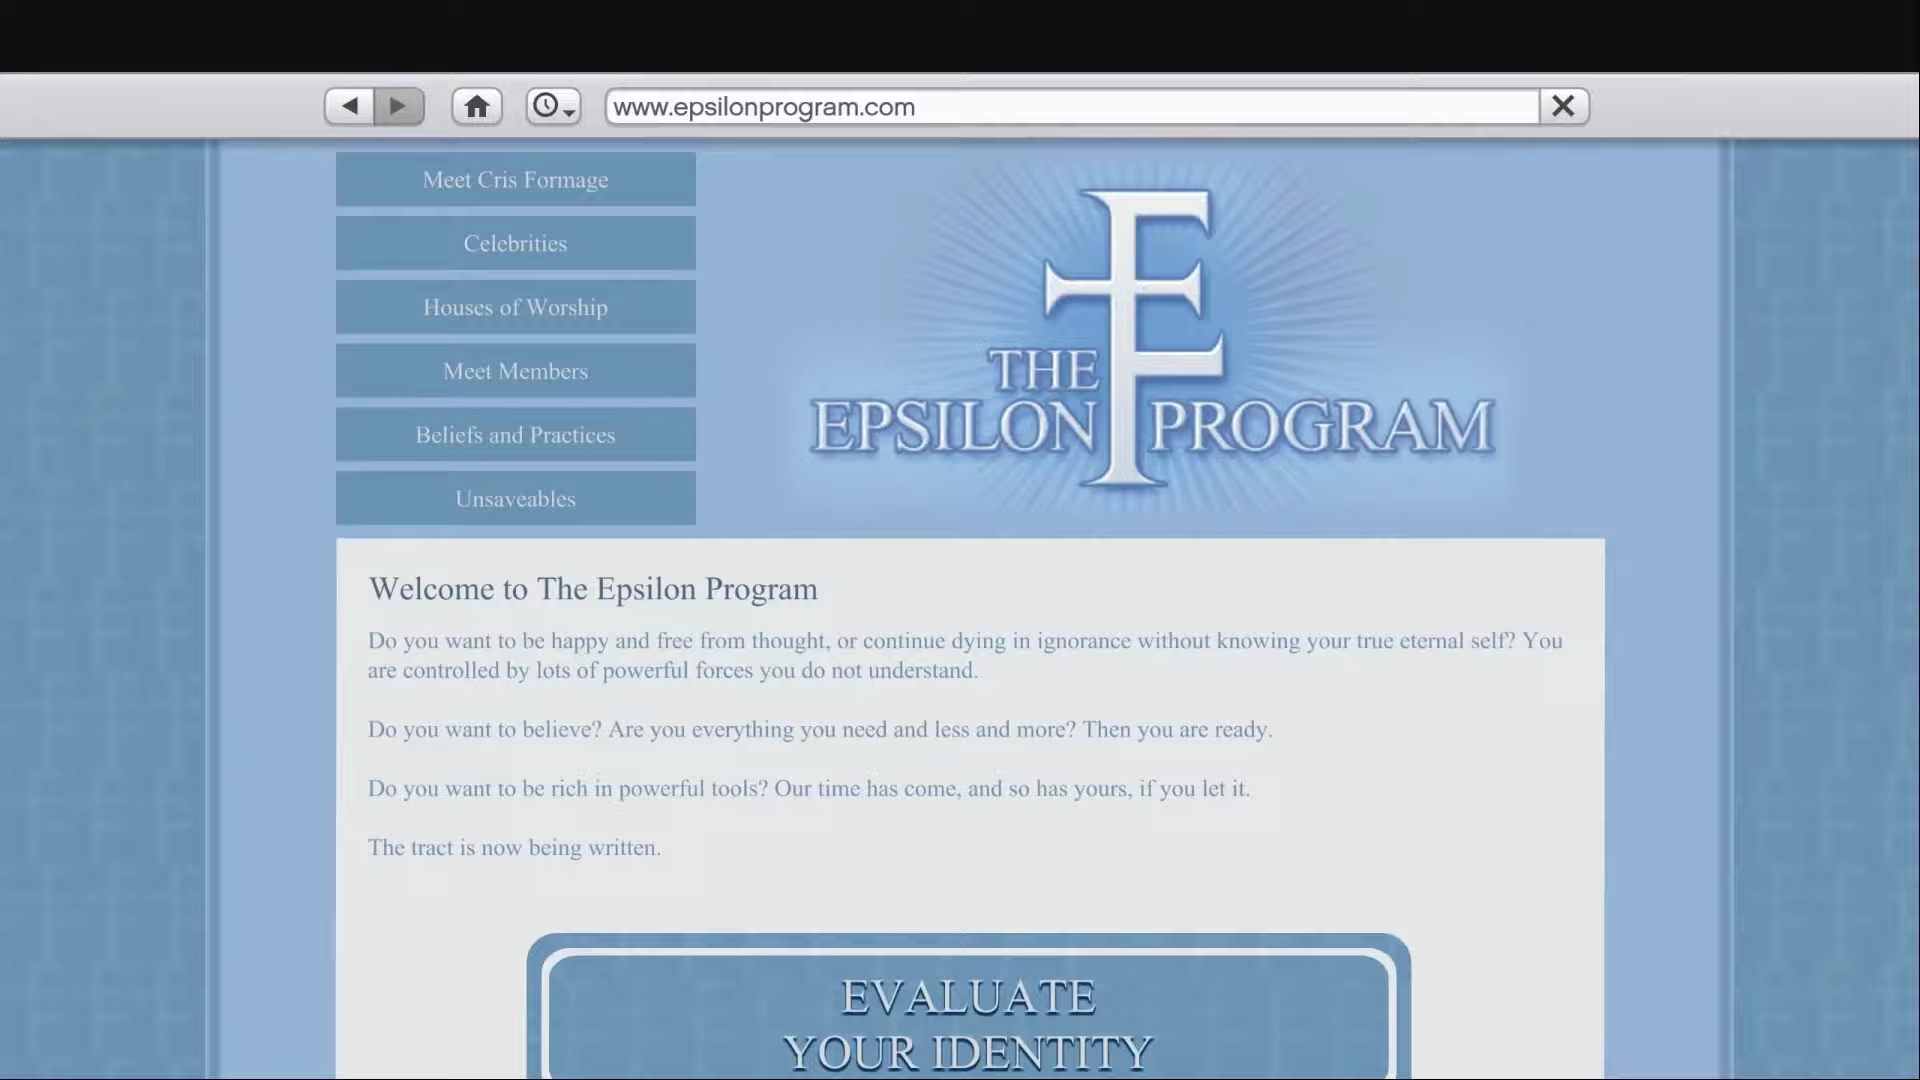 www.epsilonprogram.com
Meet Cris Formage
Celebrities
Houses of Worship
Meet Members
Beliefs and Practices
Unsaveables
THE
EPSILON PROGRAM
Welcome to The Epsilon Program
Do you want to be happy and free from thought, or continue dying in ignorance without knowing your true eternal self? You
are controlled by lots of powerful forces you do not understand.
Do you want to believe? Are you everything you need and less and more? Then you are ready.
Do you want to be rich in powerful tools? Our time has come, and so has yours, if you let it.
The tract is now being written.
EVALUATE
YOUR IDENTITY